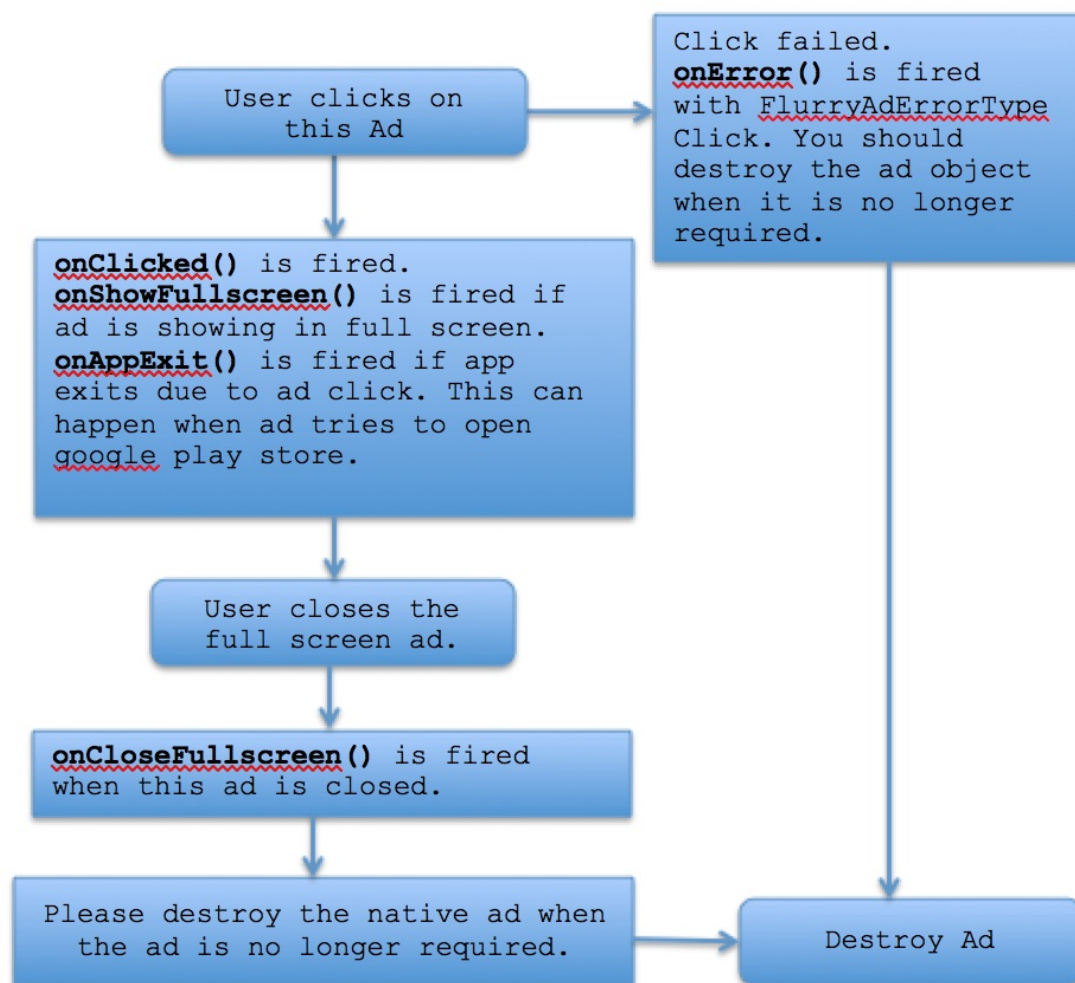 User clicks on
this Ad
Click failed.
onError() is fired
with FlurryAdErrorType
Click. You should
destroy the ad object
when it is no longer
required.
onClicked() is fired.
onShowFullscreen() is fired if
ad is showing in full screen.
onAppExit() is fired if app
exits due to ad click. This can
happen when ad tries to open
google play store.
User closes the
full screen ad.
onCloseFullscreen() is fired
when this ad is closed.
Please destroy the native ad when
the ad is no longer required.
Destroy Ad